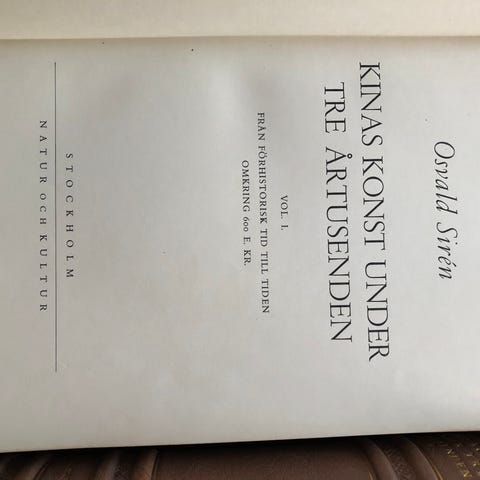 Osvald Sirén
KINAS KONST UNDER
TRE ÅRTUSENDEN
VOL. I.
FRÅN FÖRHISTORISK TID TILL TIDEN
OMKRING 600 E. KR.
STOCKHOLM
NATUR OCH KULTUR